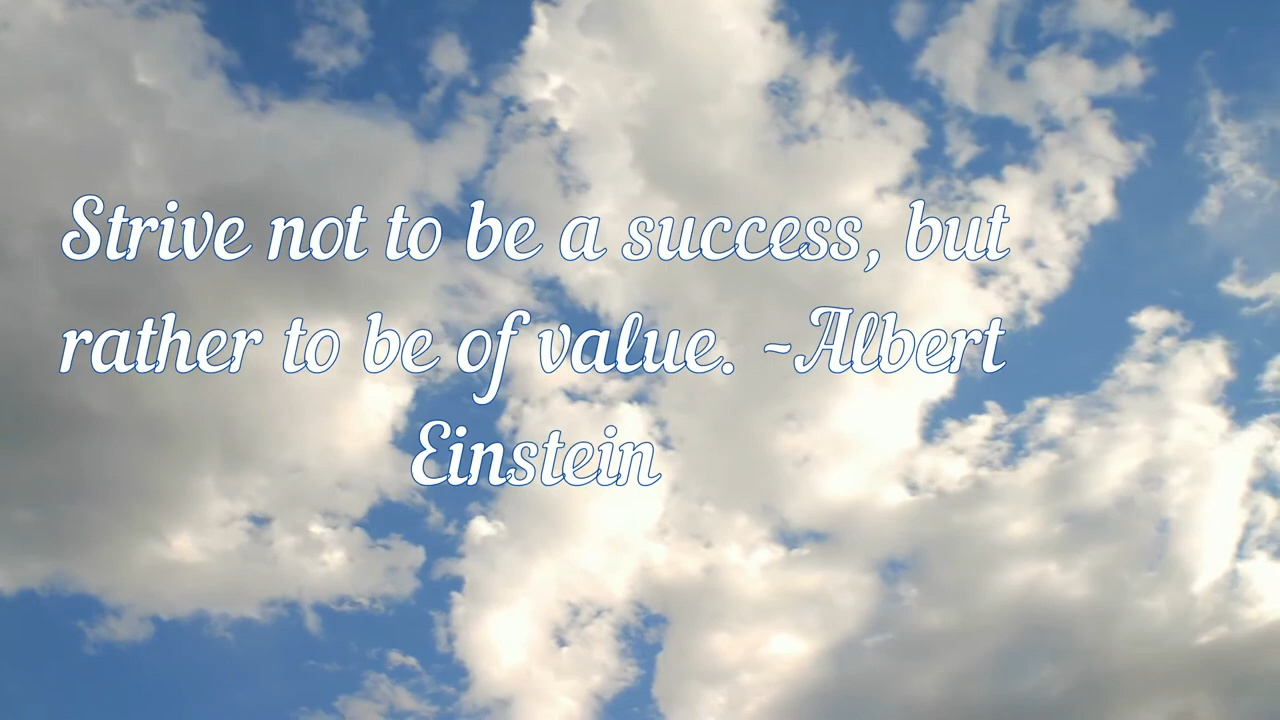 Strive not to be a success, but
rather to be of value. ~Albert
Einstein